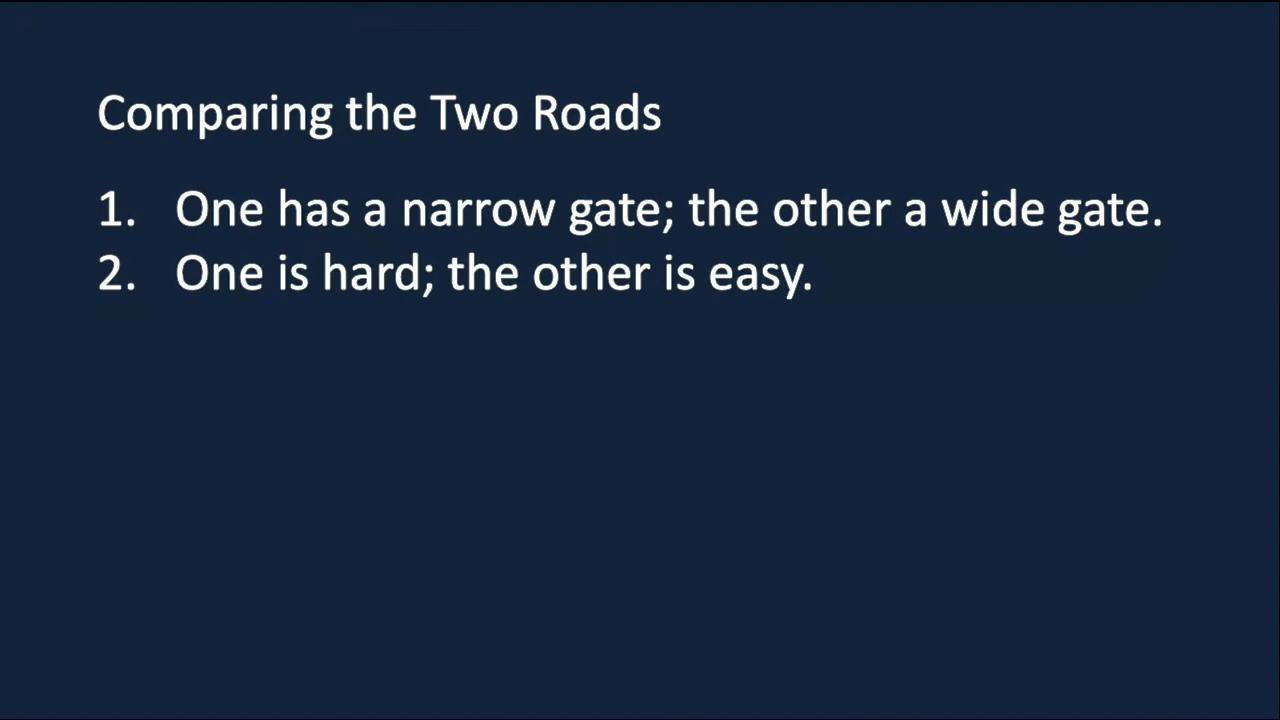 Comparing the Two Roads
1. One has a narrow gate; the other a wide gate.
2. One is hard; the other is easy.